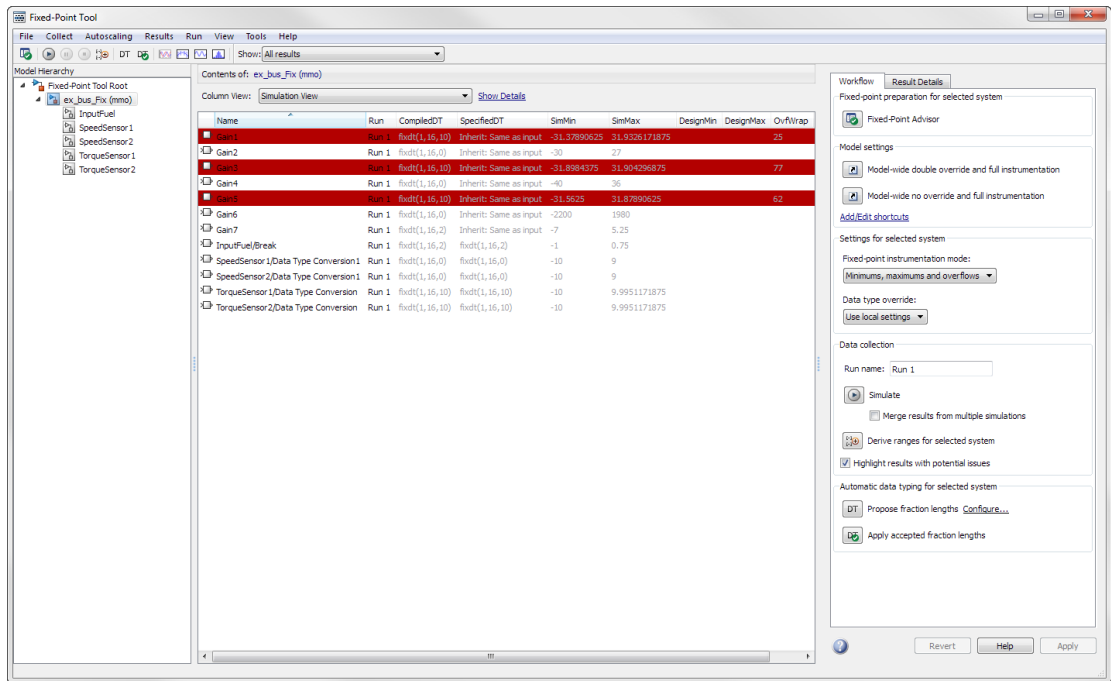 Fixed-Point Tool
File Collect Autoscaling Results Run View Tools Help
DT Show: All results
Model Hierarchy
Fixed-Point Tool Root
ex_bus_Fix (mmo)
InputFuel
SpeedSensor1
SpeedSensor2
TorqueSensor1
TorqueSensor2
Contents of: ex_bus_Fix (mmo)
Column View: Simulation View Show Details
Name Run CompiledDT SpecifiedDT SimMin SimMax DesignMin DesignMax OvfWrap
Gain1 Run 1 fixdt(1,16,10) Inherit: Same as input -31.37890625 31.9326171875 25
Gain2 Run 1 fixdt(1,16,0) Inherit: Same as input -30 27
Gain3 Run 1 fixdt(1,16,10) Inherit: Same as input -31.8984375 31.904296875 77
Gain4 Run 1 fixdt(1,16,0) Inherit: Same as input -40 36
Gain5 Run 1 fixdt(1,16,10) Inherit: Same as input -31.5625 31.87890625 62
Gain6 Run 1 fixdt(1,16,0) Inherit: Same as input -2200 1980
Gain7 Run 1 fixdt(1,16,2) Inherit: Same as input -7 5.25
InputFuel/Break Run 1 fixdt(1,16,2) fixdt(1,16,2) -1 0.75
SpeedSensor1/Data Type Conversion1 Run 1 fixdt(1,16,0) fixdt(1,16,0) -10 9
SpeedSensor2/Data Type Conversion1 Run 1 fixdt(1,16,0) fixdt(1,16,0) -10 9
TorqueSensor1/Data Type Conversion Run 1 fixdt(1,16,10) fixdt(1,16,10) -10 9.9951171875
TorqueSensor2/Data Type Conversion Run 1 fixdt(1,16,10) fixdt(1,16,10) -10 9.9951171875
Workflow Result Details
Fixed-point preparation for selected system
Fixed-Point Advisor
Model settings
Model-wide double override and full instrumentation
Model-wide no override and full instrumentation
Add/Edit shortcuts
Settings for selected system
Fixed-point instrumentation mode:
Minimums, maximums and overflows
Data type override:
Use local settings
Data collection
Run name: Run 1
Simulate
Merge results from multiple simulations
Derive ranges for selected system
Highlight results with potential issues
Automatic data typing for selected system
DT Propose fraction lengths Configure...
DT Apply accepted fraction lengths
Revert Help Apply